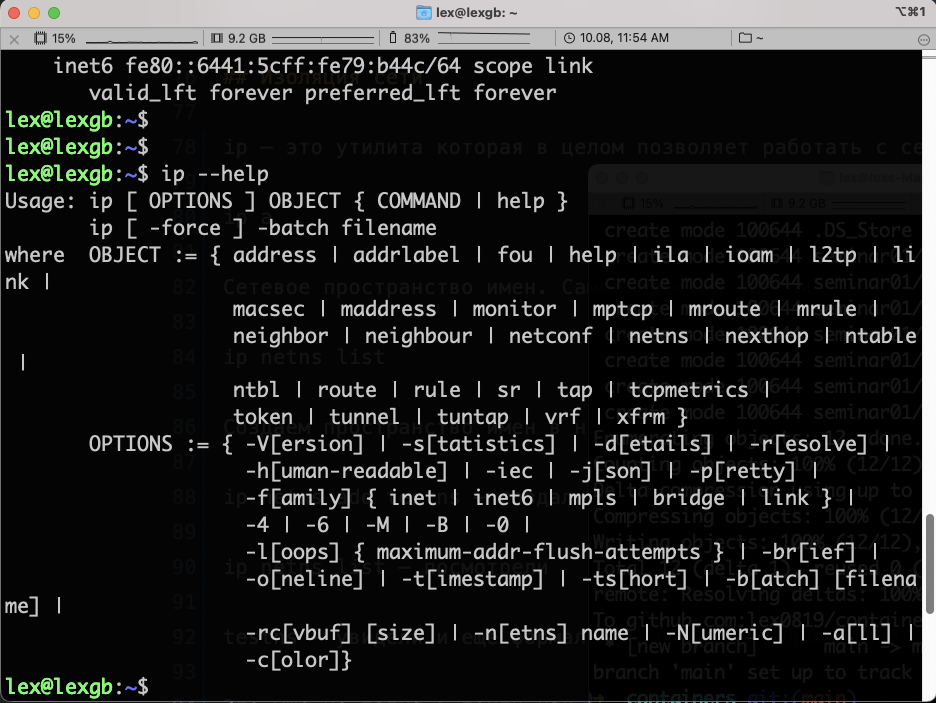 lex@lexgb: ~
⌥⌘1
15%
9.2 GB
83%
10.08, 11:54 AM
~
inet6 fe80::6441:5cff:fe79:b44c/64 scope link
valid_lft forever preferred_lft forever
lex@lexgb:~$
lex@lexgb:~$
lex@lexgb:~$ ip --help
Usage: ip [ OPTIONS ] OBJECT { COMMAND | help }
ip [ -force ] -batch filename
where  OBJECT := { address | addrlabel | fou | help | ila | ioam | l2tp | li
nk |
macsec | maddress | monitor | mptcp | mroute | mrule |
neighbor | neighbour | netconf | netns | nexthop | ntable
|
ntbl | route | rule | sr | tap | tcpmetrics |
token | tunnel | tuntap | vrf | xfrm }
OPTIONS := { -V[ersion] | -s[tatistics] | -d[etails] | -r[esolve] |
-h[uman-readable] | -iec | -j[son] | -p[retty] |
-f[amily] { inet | inet6 | mpls | bridge | link } |
-4 | -6 | -M | -B | -0 |
-l[oops] { maximum-addr-flush-attempts } | -br[ief] |
-o[neline] | -t[imestamp] | -ts[hort] | -b[atch] [filena
me] |
-rc[vbuf] [size] | -n[etns] name | -N[umeric] | -a[ll] |
-c[olor]}
lex@lexgb:~$